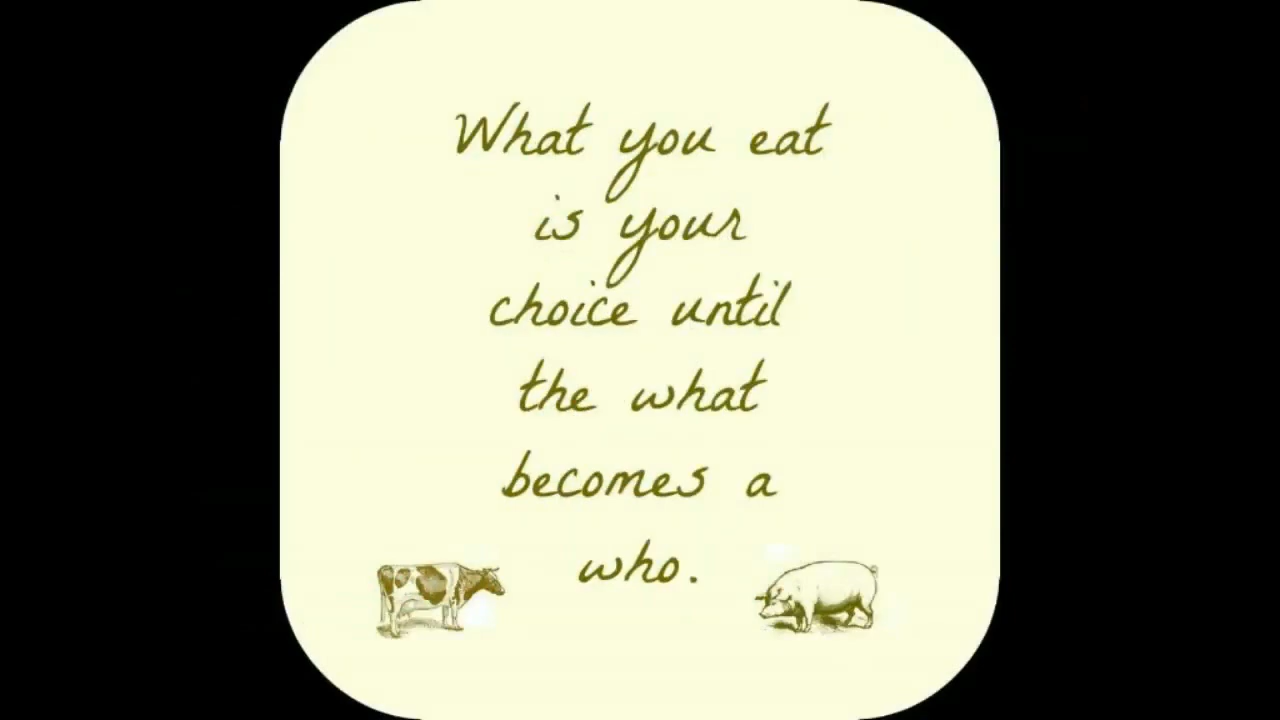 What you eat
is your
choice until
the what
becomes a
who.